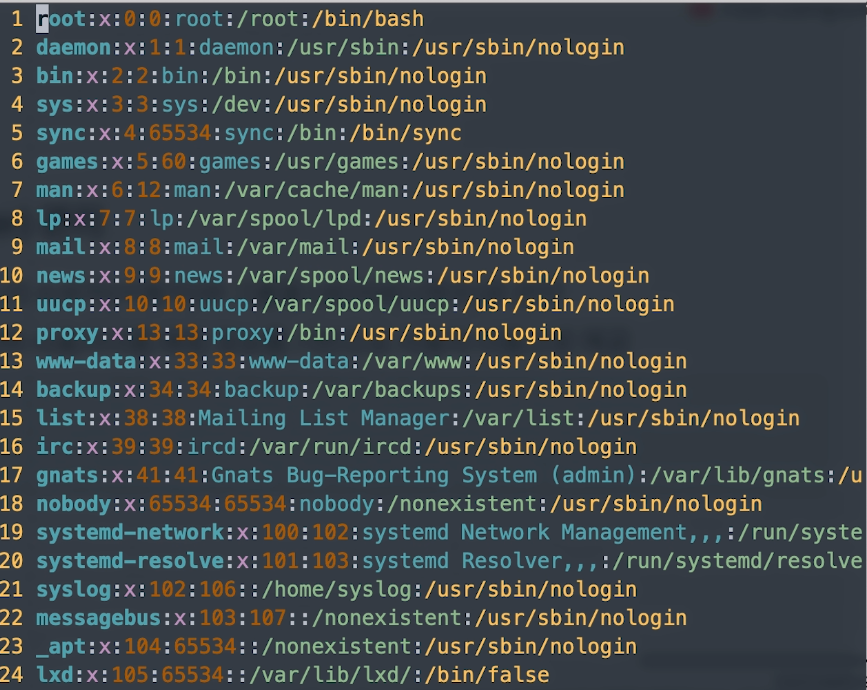 1 root:x:0:0:root:/root:/bin/bash
2 daemon:x:1:1:daemon:/usr/sbin:/usr/sbin/nologin
3 bin:x:2:2:bin:/bin:/usr/sbin/nologin
4 sys:x:3:3:sys:/dev:/usr/sbin/nologin
5 sync:x:4:65534:sync:/bin:/bin/sync
6 games:x:5:60:games:/usr/games:/usr/sbin/nologin
7 man:x:6:12:man:/var/cache/man:/usr/sbin/nologin
8 lp:x:7:7:lp:/var/spool/lpd:/usr/sbin/nologin
9 mail:x:8:8:mail:/var/mail:/usr/sbin/nologin
10 news:x:9:9:news:/var/spool/news:/usr/sbin/nologin
11 uucp:x:10:10:uucp:/var/spool/uucp:/usr/sbin/nologin
12 proxy:x:13:13:proxy:/bin:/usr/sbin/nologin
13 www-data:x:33:33:www-data:/var/www:/usr/sbin/nologin
14 backup:x:34:34:backup:/var/backups:/usr/sbin/nologin
15 list:x:38:38:Mailing List Manager:/var/list:/usr/sbin/nologin
16 irc:x:39:39:ircd:/var/run/ircd:/usr/sbin/nologin
17 gnats:x:41:41:Gnats Bug-Reporting System (admin):/var/lib/gnats:/u
18 nobody:x:65534:65534:nobody:/nonexistent:/usr/sbin/nologin
19 systemd-network:x:100:102:systemd Network Management,,,:/run/syste
20 systemd-resolve:x:101:103:systemd Resolver,,,:/run/systemd/resolve
21 syslog:x:102:106::/home/syslog:/usr/sbin/nologin
22 messagebus:x:103:107::/nonexistent:/usr/sbin/nologin
23 _apt:x:104:65534::/nonexistent:/usr/sbin/nologin
24 lxd:x:105:65534::/var/lib/lxd/:/bin/false